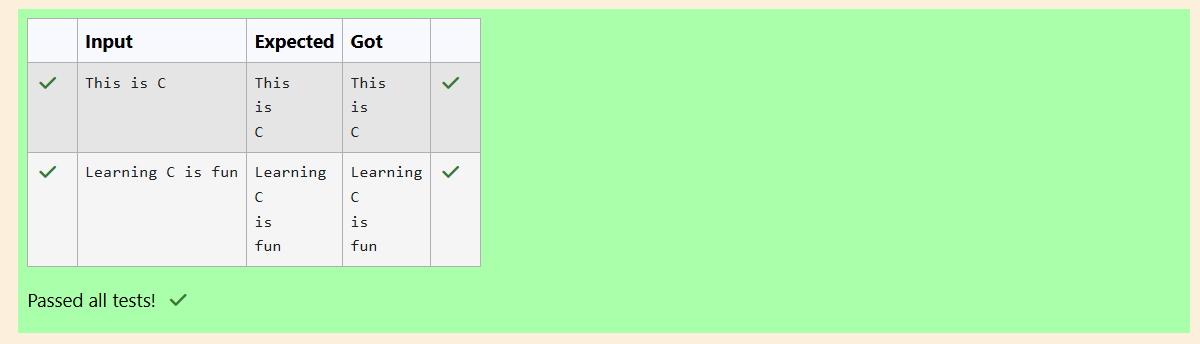 Input Expected Got
This is C This This
is is
C C
Learning C is fun Learning Learning
C C
is is
fun fun
Passed all tests!